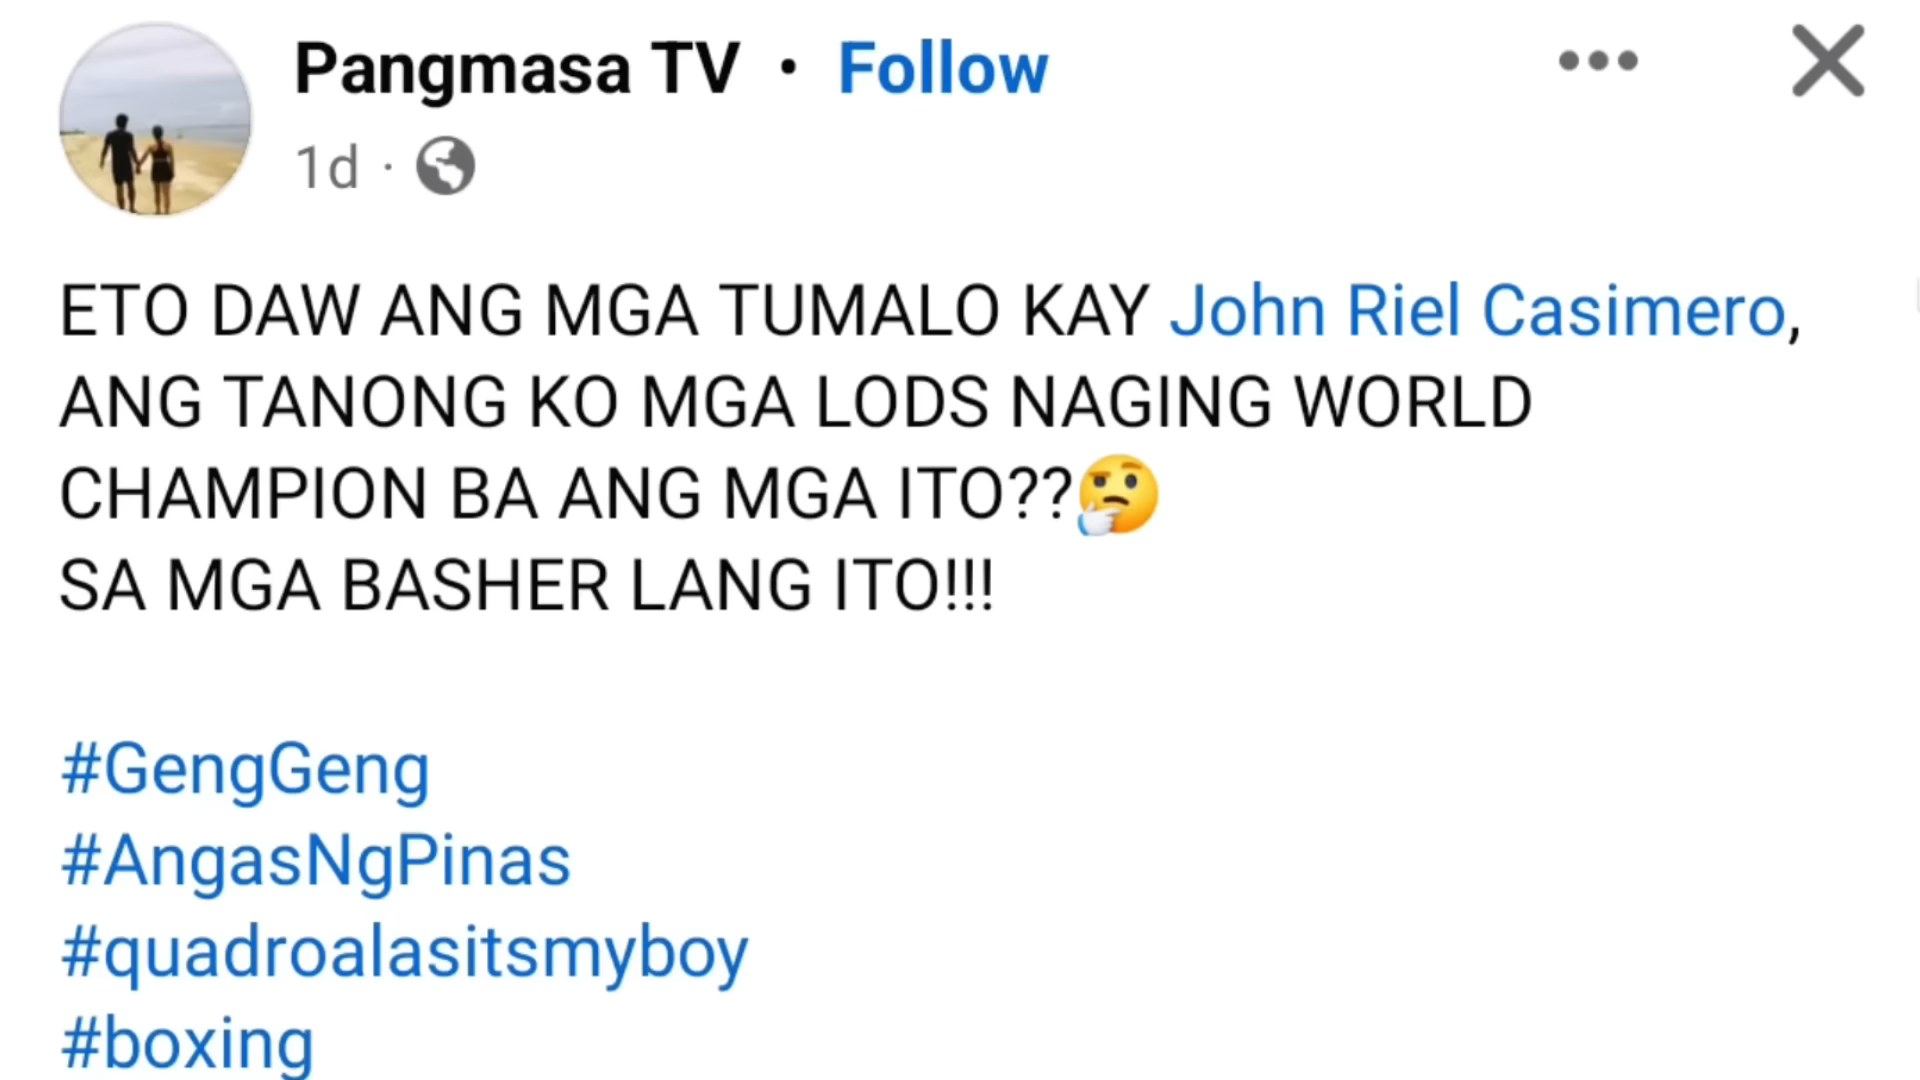 Pangmasa TV · Follow
1d ·
ETO DAW ANG MGA TUMALO KAY John Riel Casimero,
ANG TANONG KO MGA LODS NAGING WORLD
CHAMPION BA ANG MGA ITO??🤔
SA MGA BASHER LANG ITO!!!
#GengGeng
#AngasNgPinas
#quadroalasitsmyboy
#boxing